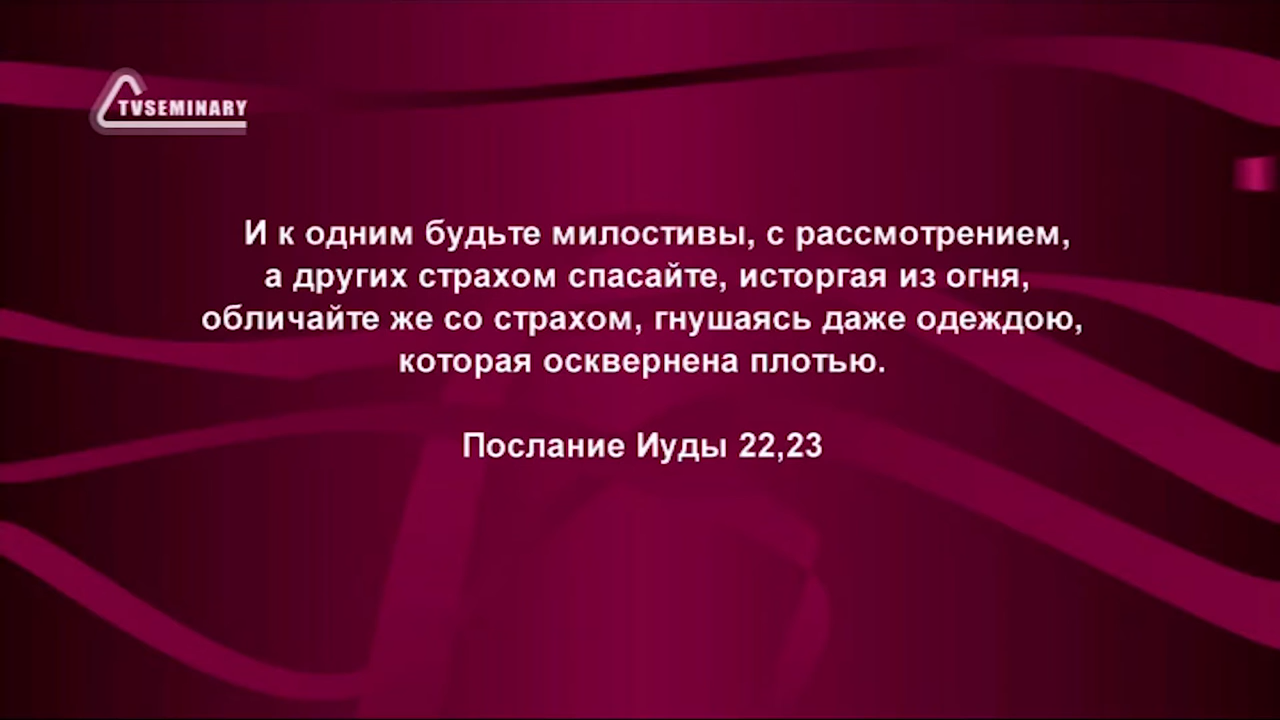 TVSEMINARY
И к одним будьте милостивы, с рассмотрением,
а других страхом спасайте, исторгая из огня,
обличайте же со страхом, гнушаясь даже одеждою,
которая осквернена плотью.
Послание Иуды 22,23